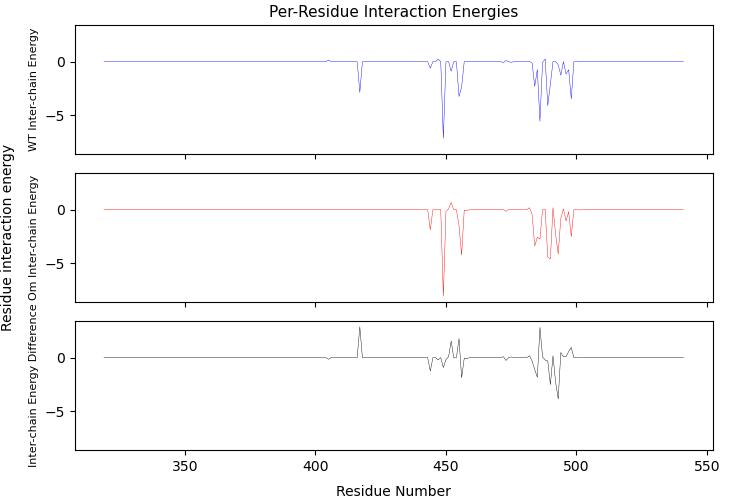 Per-Residue Interaction Energies
Residue interaction energy
WT Inter-chain Energy
0
−5
Om Inter-chain Energy
0
−5
Inter-chain Energy Difference
0
−5
350
400
450
500
550
Residue Number